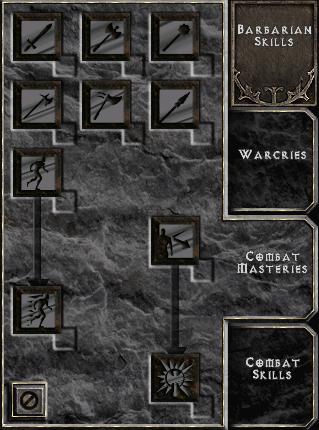 BARBARIAN
SKILLS
WARCRIES
COMBAT
MASTERIES
COMBAT
SKILLS